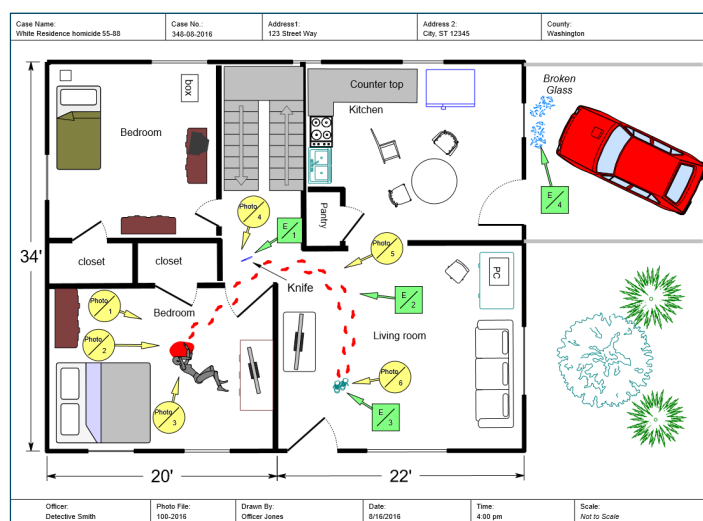 Case Name:
White Residence homicide 55-88
Case No.:
348-08-2016
Address1:
123 Street Way
Address 2:
City, ST 12345
County:
Washington
Broken
Glass
box
Counter top
Kitchen
Bedroom
E
4
Photo
4
E
1
Pantry
Photo
5
34'
closet
closet
PC
Knife
Photo
1
Bedroom
E
2
Photo
2
Living room
Photo
6
Photo
3
E
3
20'
22'
Officer:
Detective Smith
Photo File:
100-2016
Drawn By:
Officer Jones
Date:
8/16/2016
Time:
4:00 pm
Scale:
Not to Scale